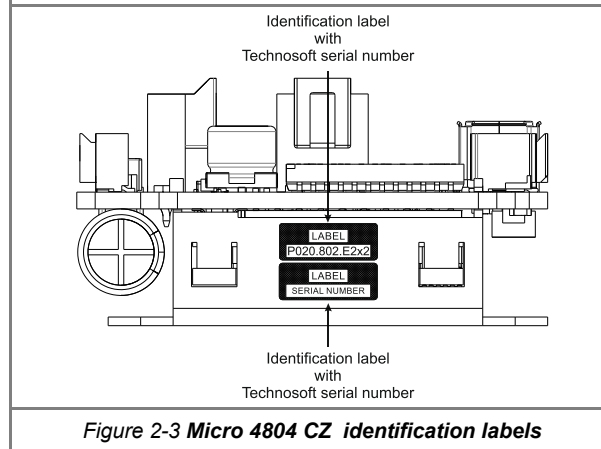 Identification label
with
Technosoft serial number
LABEL
P020.802.E2x2
LABEL
SERIAL NUMBER
Identification label
with
Technosoft serial number
Figure 2-3 Micro 4804 CZ identification labels